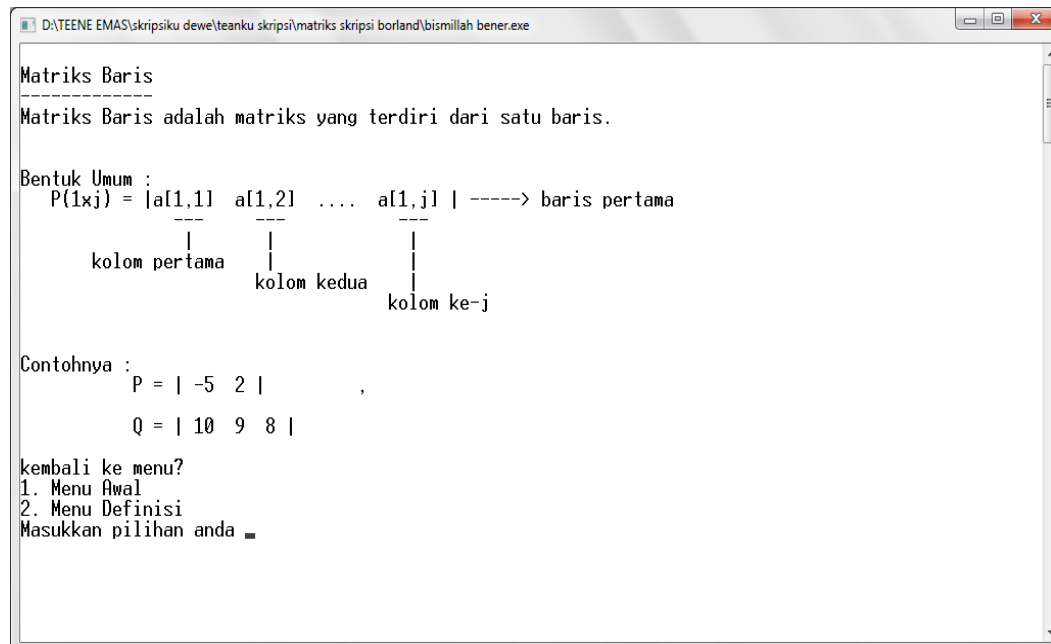 D:\TEENE EMAS\skripsiku dewe\teanku skripsi\matriks skripsi borland\bismillah bener.exe
Matriks Baris
-------------
Matriks Baris adalah matriks yang terdiri dari satu baris.
Bentuk Umum :
P(1xj) = |a[1,1]  a[1,2]  ....  a[1,j] | -----> baris pertama
---     ---           ---
|       |             |
kolom pertama    |             |
kolom kedua    |
kolom ke-j
Contohnya :
P = | -5  2 |          ,
Q = | 10  9  8 |
kembali ke menu?
1. Menu Awal
2. Menu Definisi
Masukkan pilihan anda